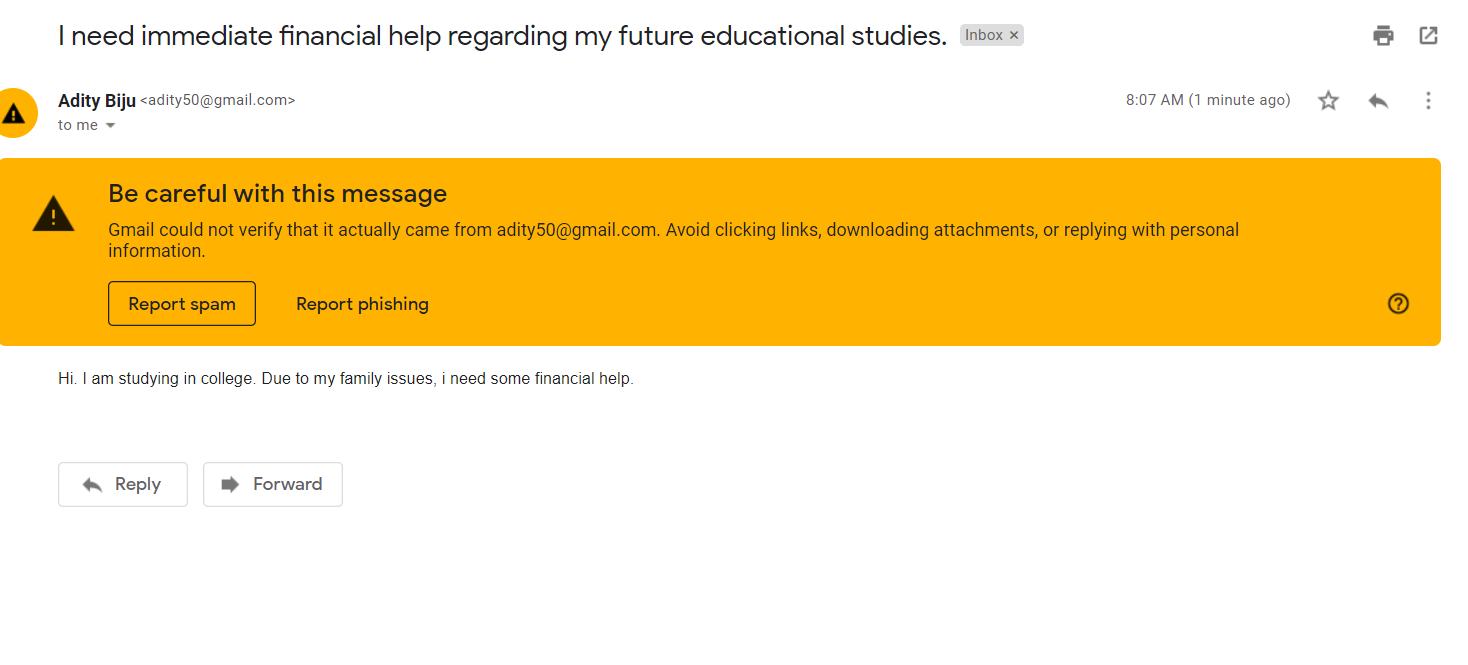 I need immediate financial help regarding my future educational studies. Inbox ×
Adity Biju <adity50@gmail.com> 8:07 AM (1 minute ago)
to me
Be careful with this message
Gmail could not verify that it actually came from adity50@gmail.com. Avoid clicking links, downloading attachments, or replying with personal
information.
Report spam Report phishing
Hi. I am studying in college. Due to my family issues, i need some financial help.
Reply Forward